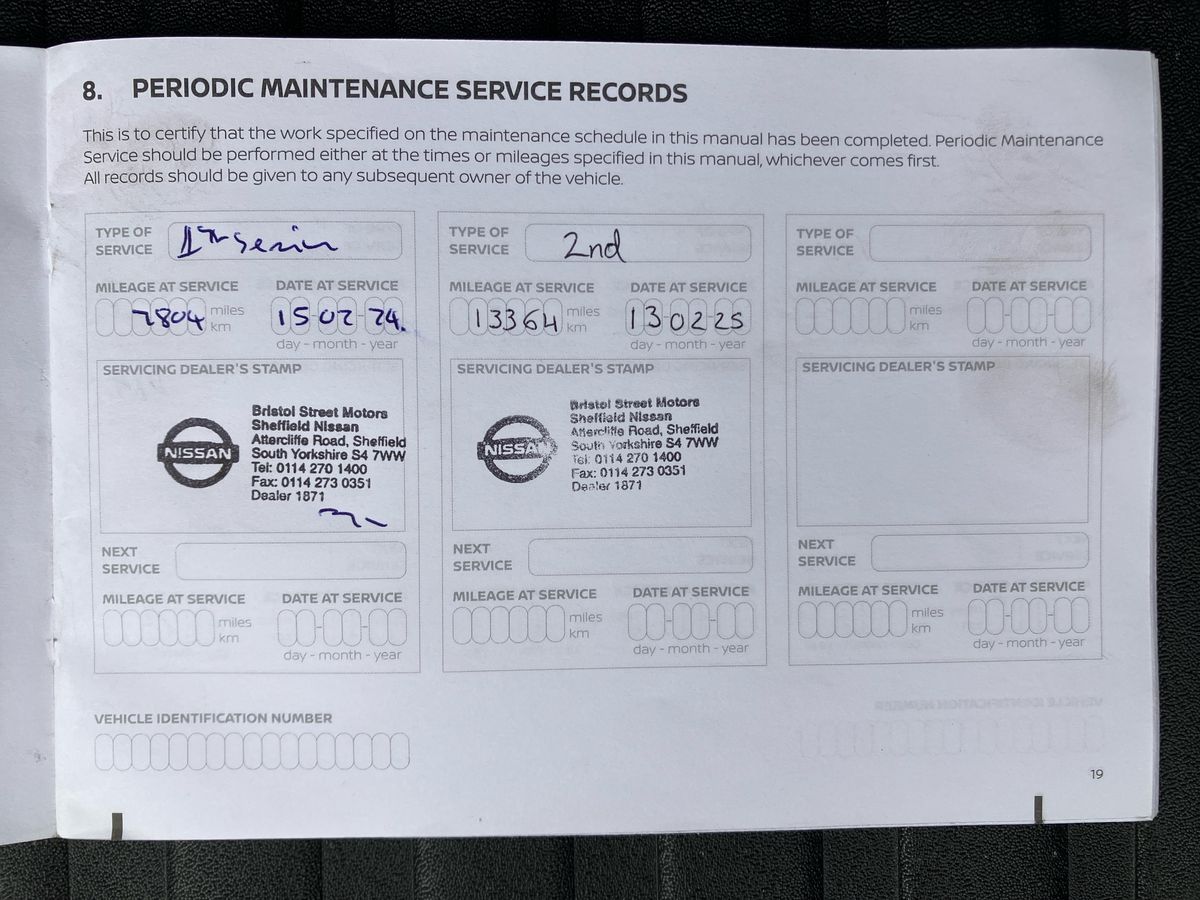 8. PERIODIC MAINTENANCE SERVICE RECORDS
This is to certify that the work specified on the maintenance schedule in this manual has been completed. Periodic Maintenance
Service should be performed either at the times or mileages specified in this manual, whichever comes first.
All records should be given to any subsequent owner of the vehicle.
TYPE OF
SERVICE
1st Service
MILEAGE AT SERVICE
DATE AT SERVICE
7804 miles
km
15-02-24.
day - month - year
SERVICING DEALER'S STAMP
NISSAN
Bristol Street Motors
Sheffield Nissan
Attercliffe Road, Sheffield
South Yorkshire S4 7WW
Tel: 0114 270 1400
Fax: 0114 273 0351
Dealer 1871
NEXT
SERVICE
MILEAGE AT SERVICE
DATE AT SERVICE
miles
km
day - month - year
TYPE OF
SERVICE
2nd
MILEAGE AT SERVICE
DATE AT SERVICE
13364 miles
km
13-02-25
day - month - year
SERVICING DEALER'S STAMP
NISSAN
Bristol Street Motors
Sheffield Nissan
Attercliffe Road, Sheffield
South Yorkshire S4 7WW
Tel: 0114 270 1400
Fax: 0114 273 0351
Dealer 1871
NEXT
SERVICE
MILEAGE AT SERVICE
DATE AT SERVICE
miles
km
day - month - year
TYPE OF
SERVICE
MILEAGE AT SERVICE
DATE AT SERVICE
miles
km
day - month - year
SERVICING DEALER'S STAMP
NEXT
SERVICE
MILEAGE AT SERVICE
DATE AT SERVICE
miles
km
day - month - year
VEHICLE IDENTIFICATION NUMBER
19